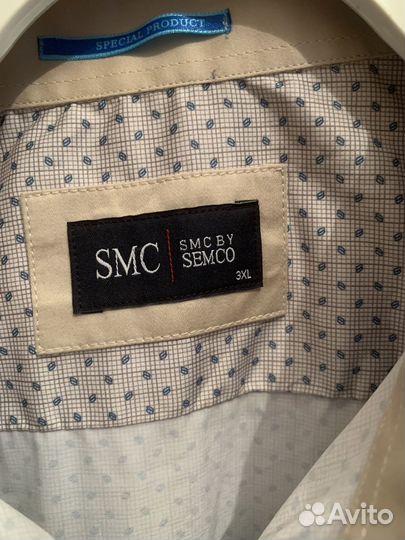 SPECIAL PRODUCT
SMC
SMC BY
SEMCO
3XL
Avito